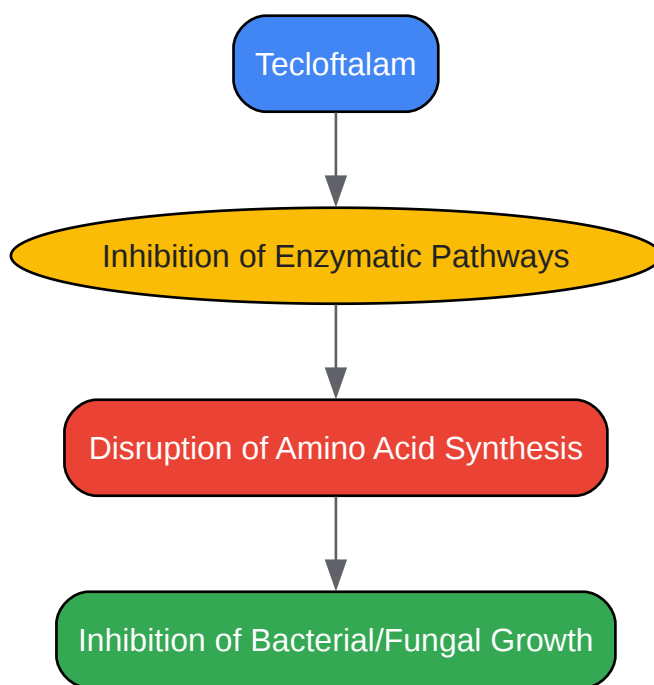 Tecloftalam
Inhibition of Enzymatic Pathways
Disruption of Amino Acid Synthesis
Inhibition of Bacterial/Fungal Growth